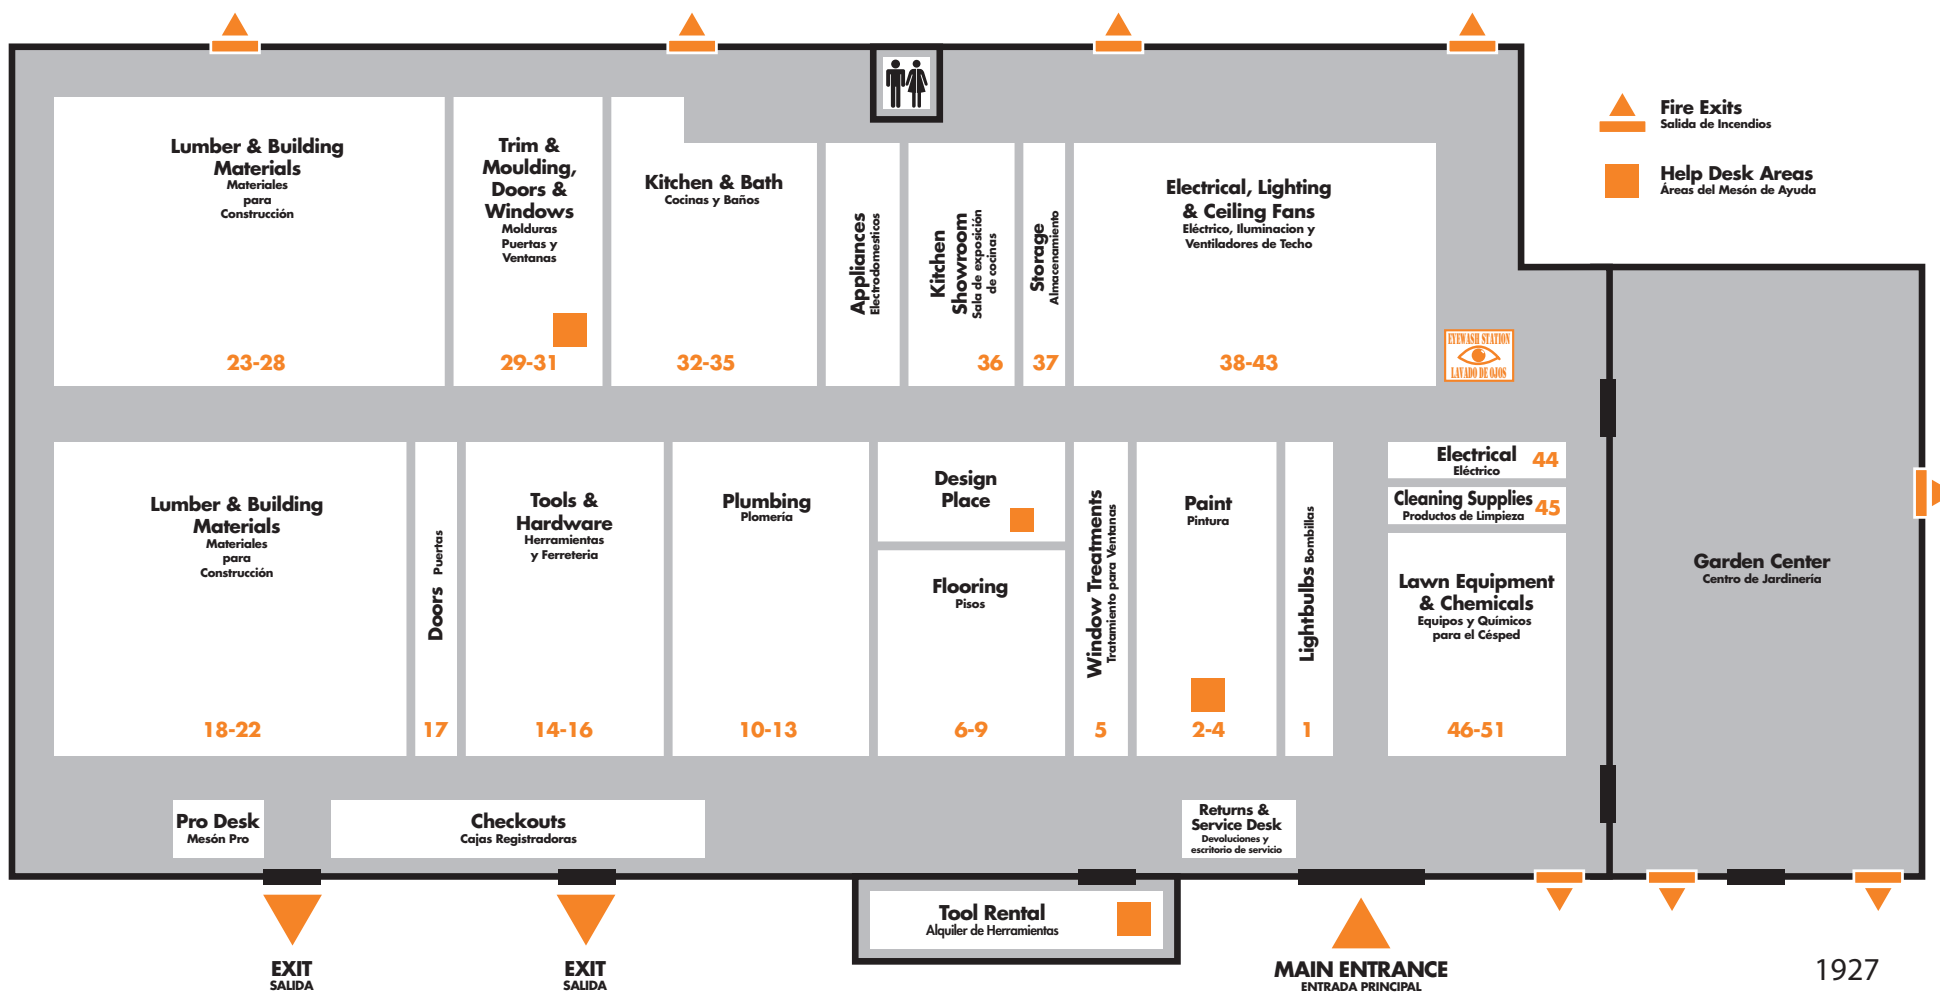 Fire Exits
Salida de Incendios
Help Desk Areas
Áreas del Mesón de Ayuda
Lumber & Building
Materials
Materiales
para
Construcción
23-28
Trim &
Moulding,
Doors &
Windows
Molduras
Puertas y
Ventanas
29-31
Kitchen & Bath
Cocinas y Baños
32-35
Appliances
Electrodomesticos
Kitchen
Showroom
Sala de exposición
de cocinas
36
Storage
Almacenamiento
37
Electrical, Lighting
& Ceiling Fans
Eléctrico, Iluminacion y
Ventiladores de Techo
38-43
EYEWASH STATION
LAVADO DE OJOS
Lumber & Building
Materials
Materiales
para
Construcción
18-22
Doors Puertas
17
Tools &
Hardware
Herramientas
y Ferreteria
14-16
Plumbing
Plomería
10-13
Design
Place
Flooring
Pisos
6-9
Window Treatments
Tratamiento para Ventanas
5
Paint
Pintura
2-4
Lightbulbs Bombillas
1
Electrical 44
Eléctrico
Cleaning Supplies 45
Productos de Limpieza
Lawn Equipment
& Chemicals
Equipos y Químicos
para el Césped
46-51
Garden Center
Centro de Jardinería
Pro Desk
Mesón Pro
Checkouts
Cajas Registradoras
Returns &
Service Desk
Devoluciones y
escritorio de servicio
Tool Rental
Alquiler de Herramientas
EXIT
SALIDA
EXIT
SALIDA
MAIN ENTRANCE
ENTRADA PRINCIPAL
1927